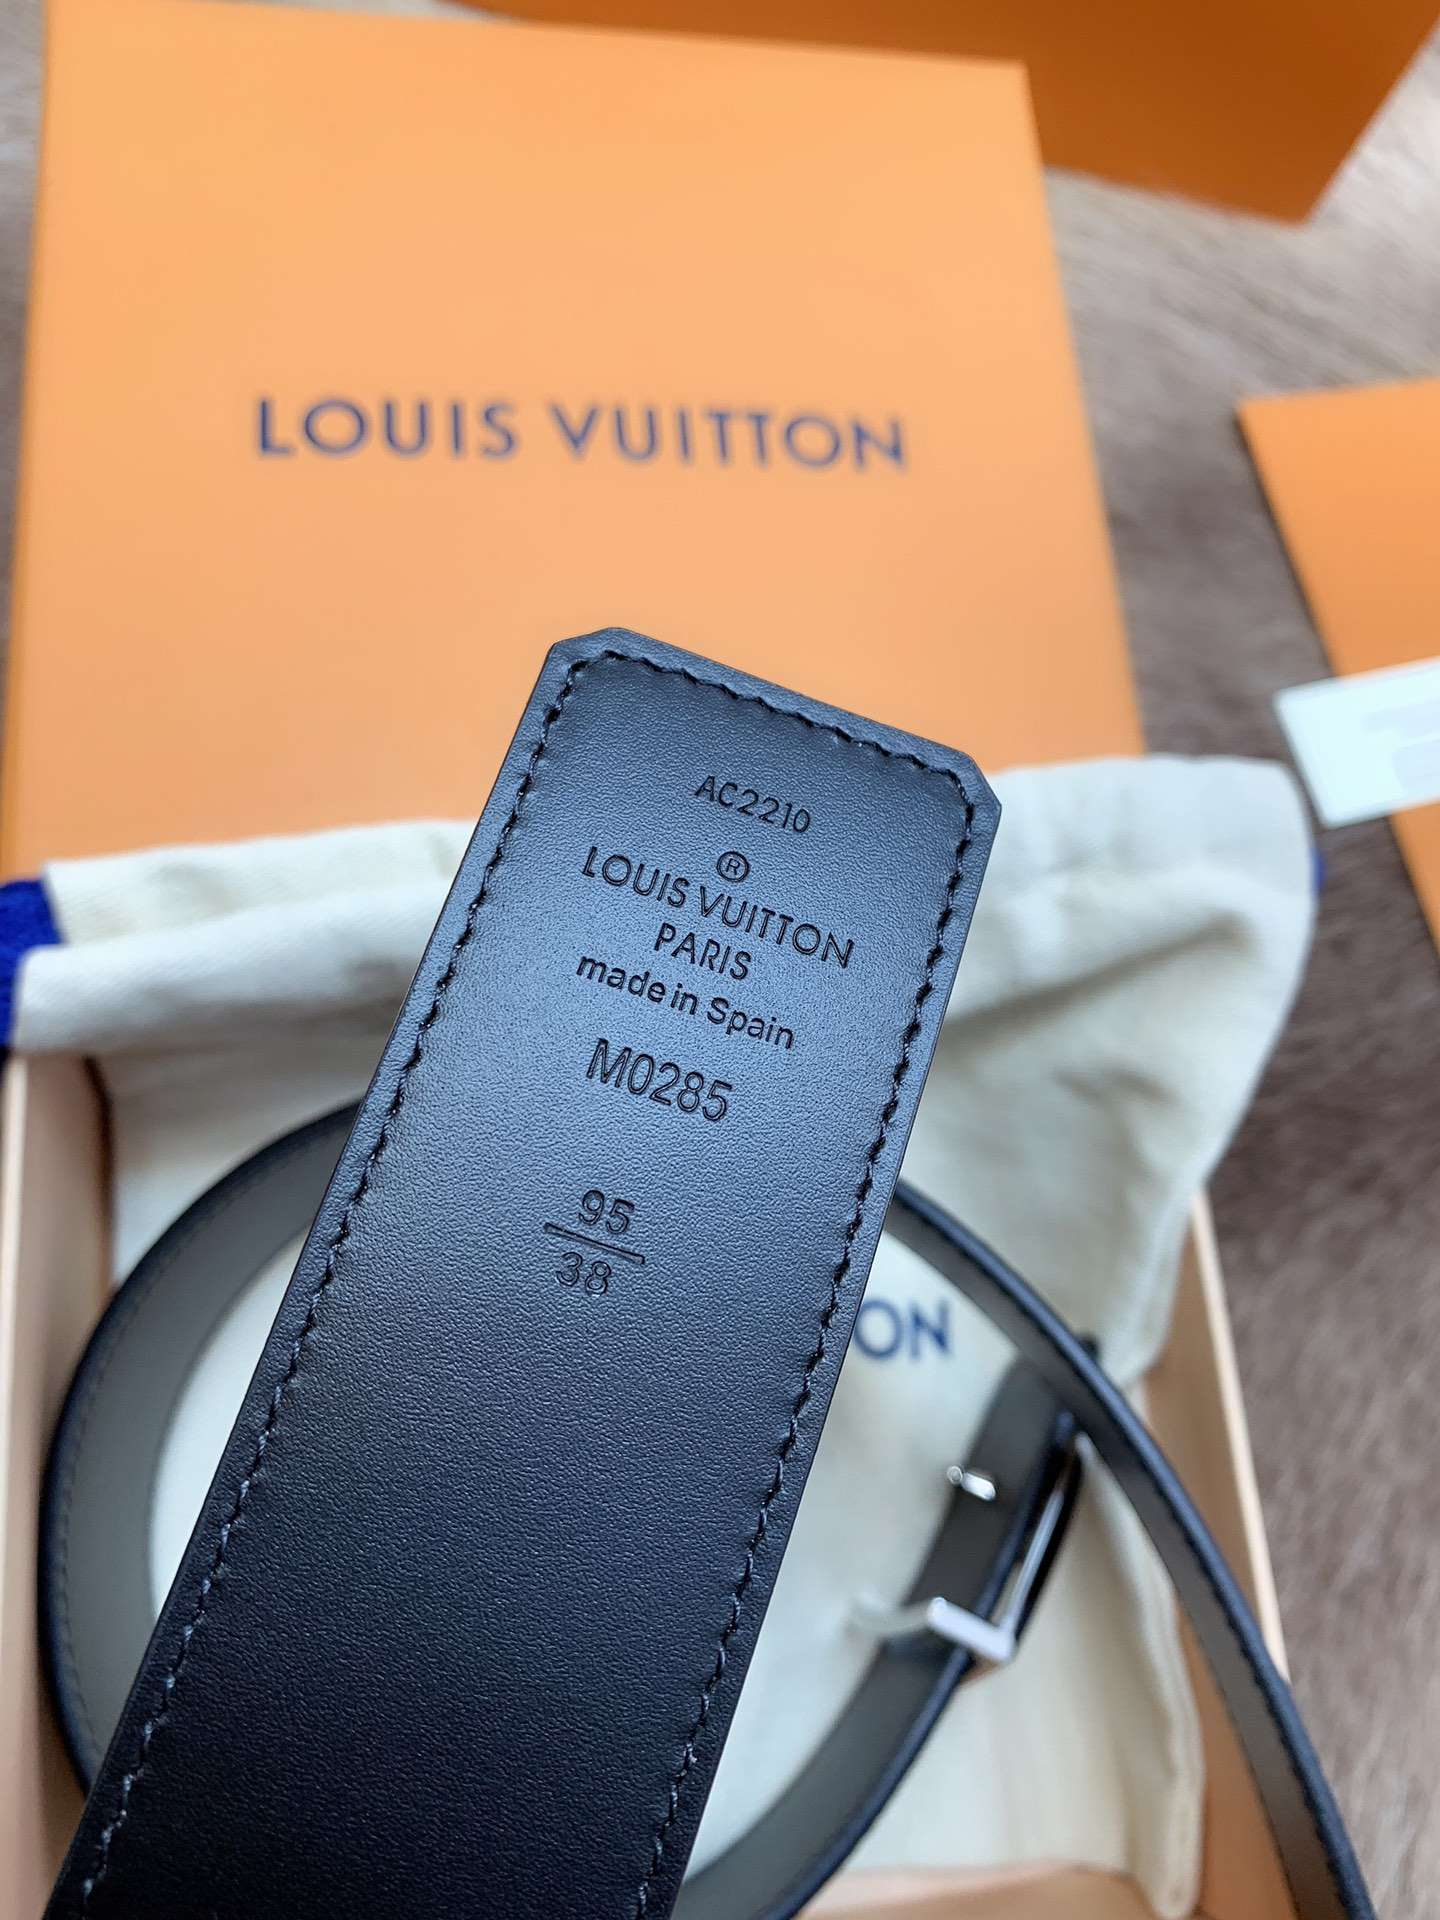 LOUIS VUITTON
AC2210
®
LOUIS VUITTON
PARIS
made in Spain
M0285
95
38
ON